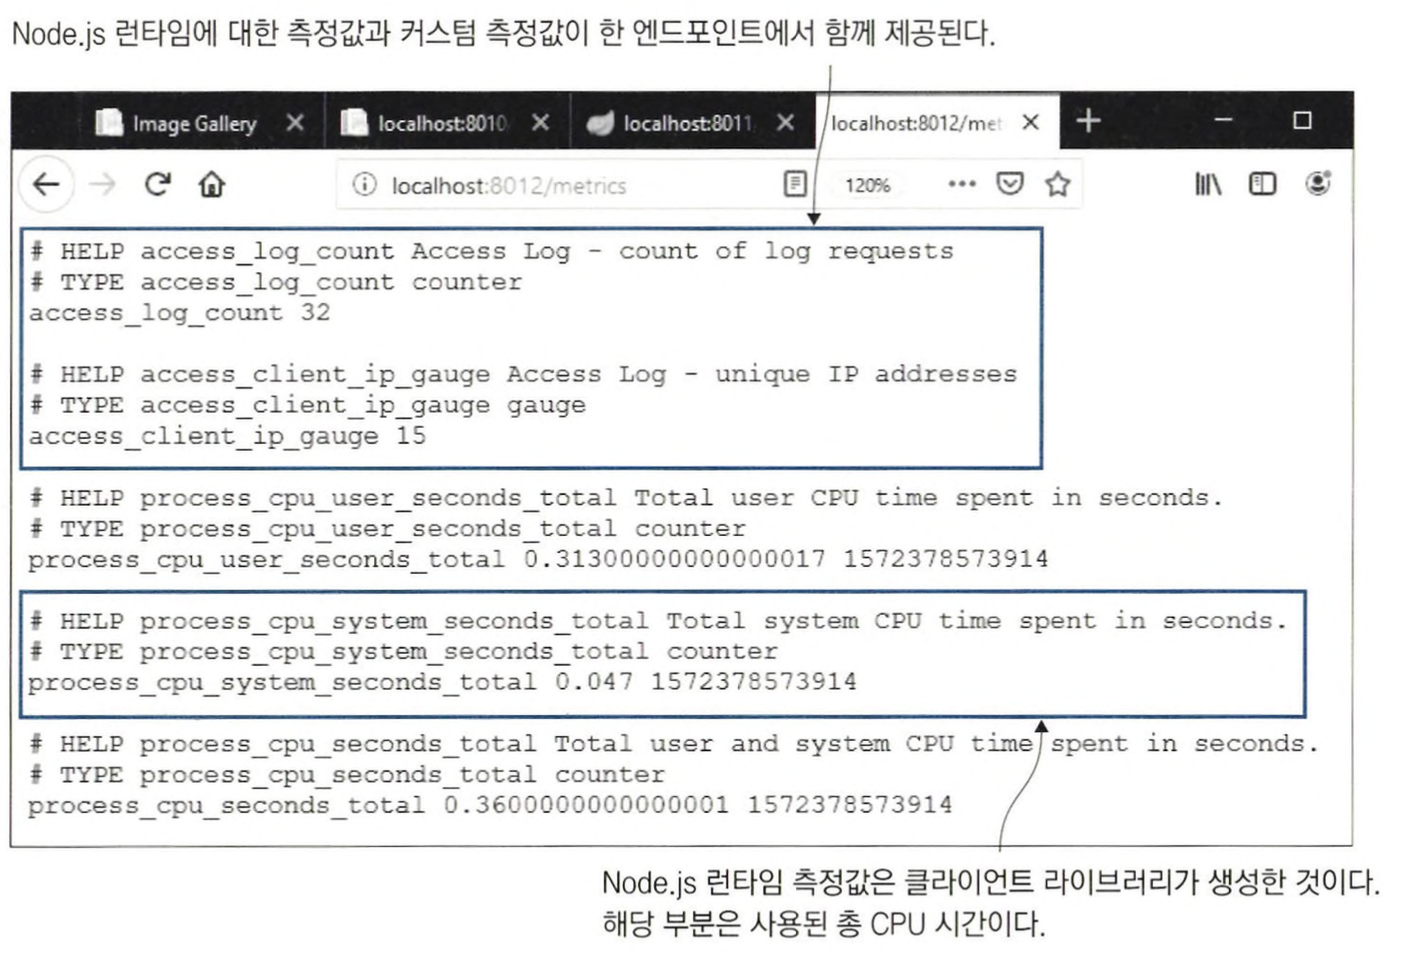 Node.js 런타임에 대한 측정값과 커스텀 측정값이 한 엔드포인트에서 함께 제공된다.
Image Gallery
localhost:8010
localhost:8011
localhost:8012/met
localhost:8012/metrics
120%
# HELP access_log_count Access Log - count of log requests
# TYPE access_log_count counter
access_log_count 32
# HELP access_client_ip_gauge Access Log - unique IP addresses
# TYPE access_client_ip_gauge gauge
access_client_ip_gauge 15
# HELP process_cpu_user_seconds_total Total user CPU time spent in seconds.
# TYPE process_cpu_user_seconds_total counter
process_cpu_user_seconds_total 0.31300000000000017 1572378573914
# HELP process_cpu_system_seconds_total Total system CPU time spent in seconds.
# TYPE process_cpu_system_seconds_total counter
process_cpu_system_seconds_total 0.047 1572378573914
# HELP process_cpu_seconds_total Total user and system CPU time spent in seconds.
# TYPE process_cpu_seconds_total counter
process_cpu_seconds_total 0.3600000000000001 1572378573914
Node.js 런타임 측정값은 클라이언트 라이브러리가 생성한 것이다.
해당 부분은 사용된 총 CPU 시간이다.